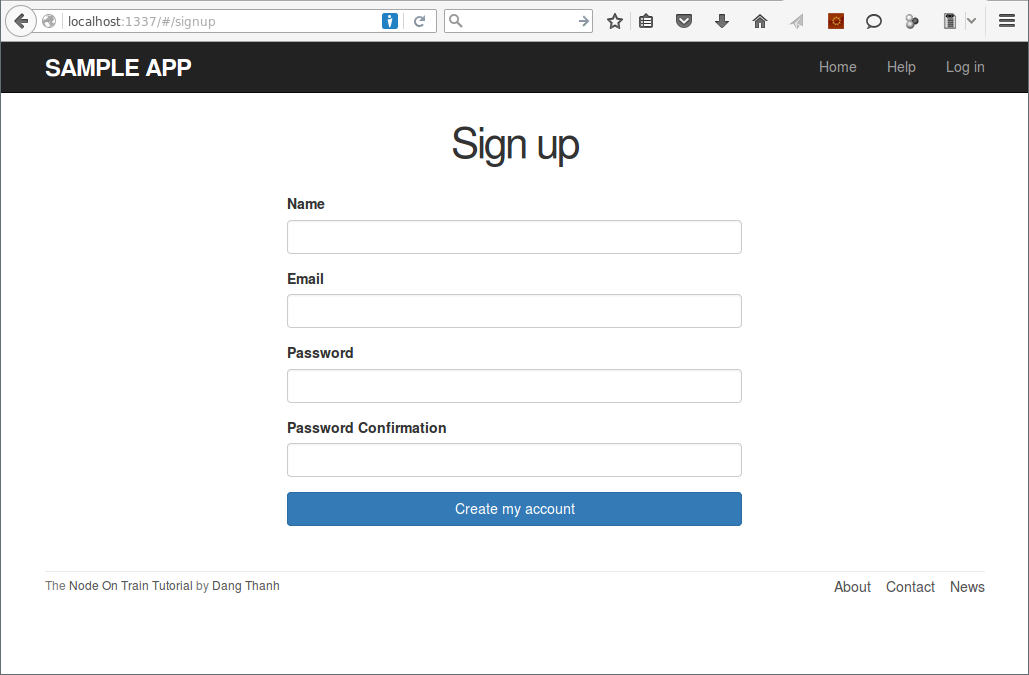 localhost:1337/#/signup
SAMPLE APP
Home Help Log in
Sign up
Name
Email
Password
Password Confirmation
Create my account
The Node On Train Tutorial by Dang Thanh
About Contact News